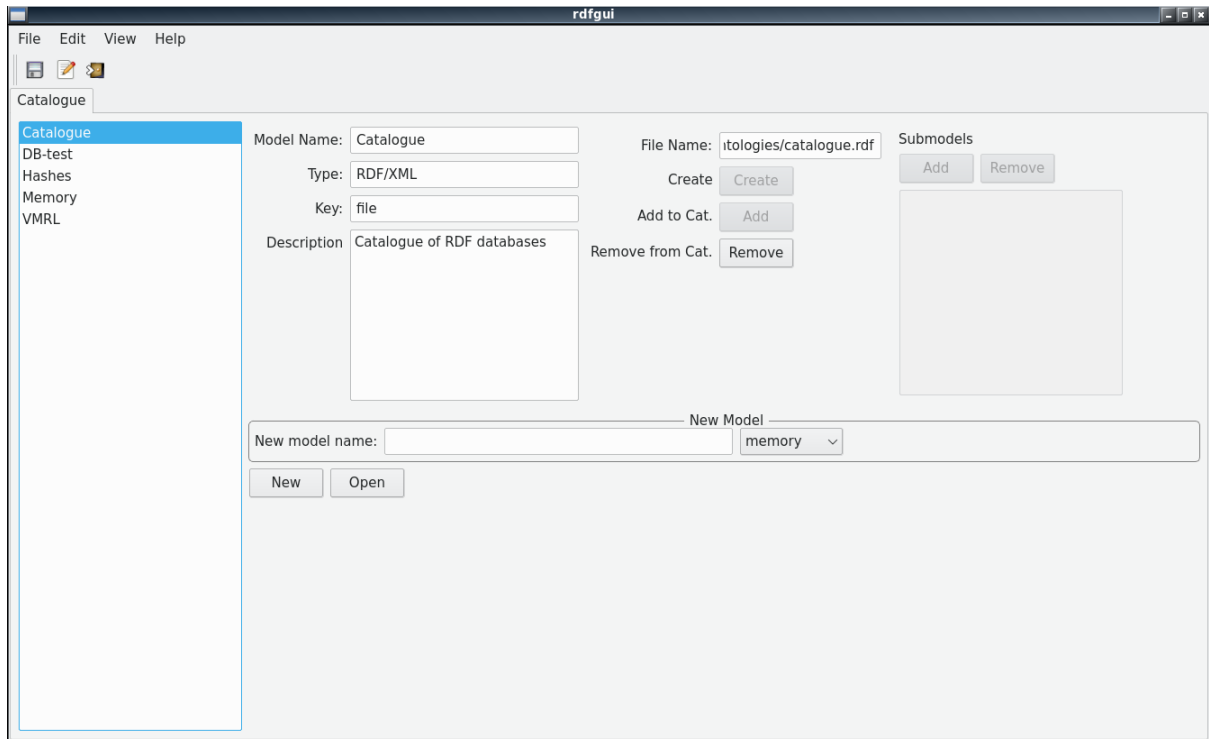 rdfgui
File Edit View Help
Catalogue
Catalogue
DB-test
Hashes
Memory
VMRL
Model Name: Catalogue
Type: RDF/XML
Key: file
Description Catalogue of RDF databases
File Name: tologies/catalogue.rdf
Create Create
Add to Cat. Add
Remove from Cat. Remove
Submodels
Add Remove
New Model
New model name: memory
New Open